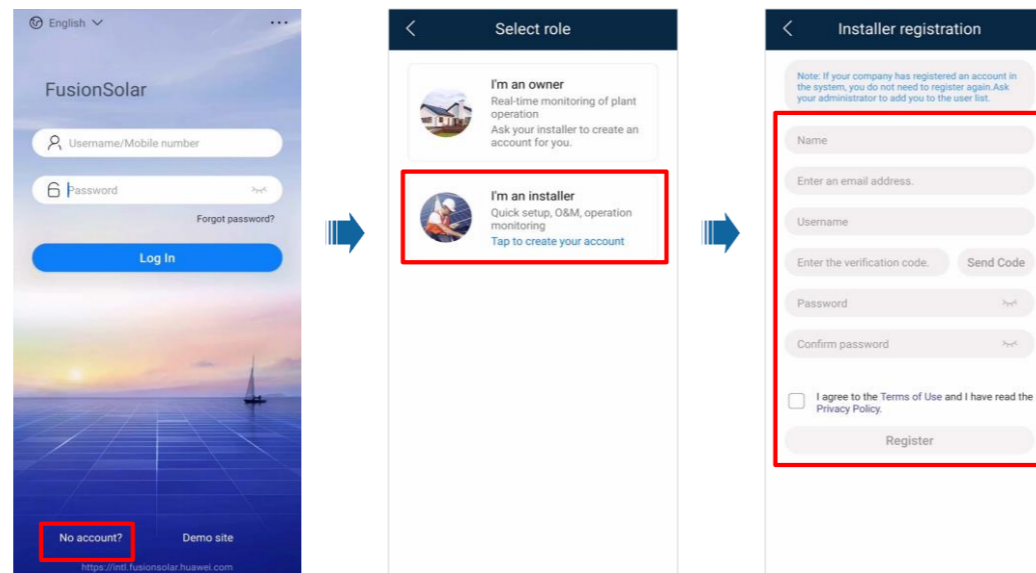 English
...
FusionSolar
Username/Mobile number
Password
Forgot password?
Log In
No account?
Demo site
https://intl.fusionsolar.huawei.com
Select role
I'm an owner
Real-time monitoring of plant
operation
Ask your installer to create an
account for you.
I'm an installer
Quick setup, O&M, operation
monitoring
Tap to create your account
Installer registration
Note: If your company has registered an account in
the system, you do not need to register again.Ask
your administrator to add you to the user list.
Name
Enter an email address.
Username
Enter the verification code.
Send Code
Password
Confirm password
I agree to the Terms of Use and I have read the
Privacy Policy.
Register